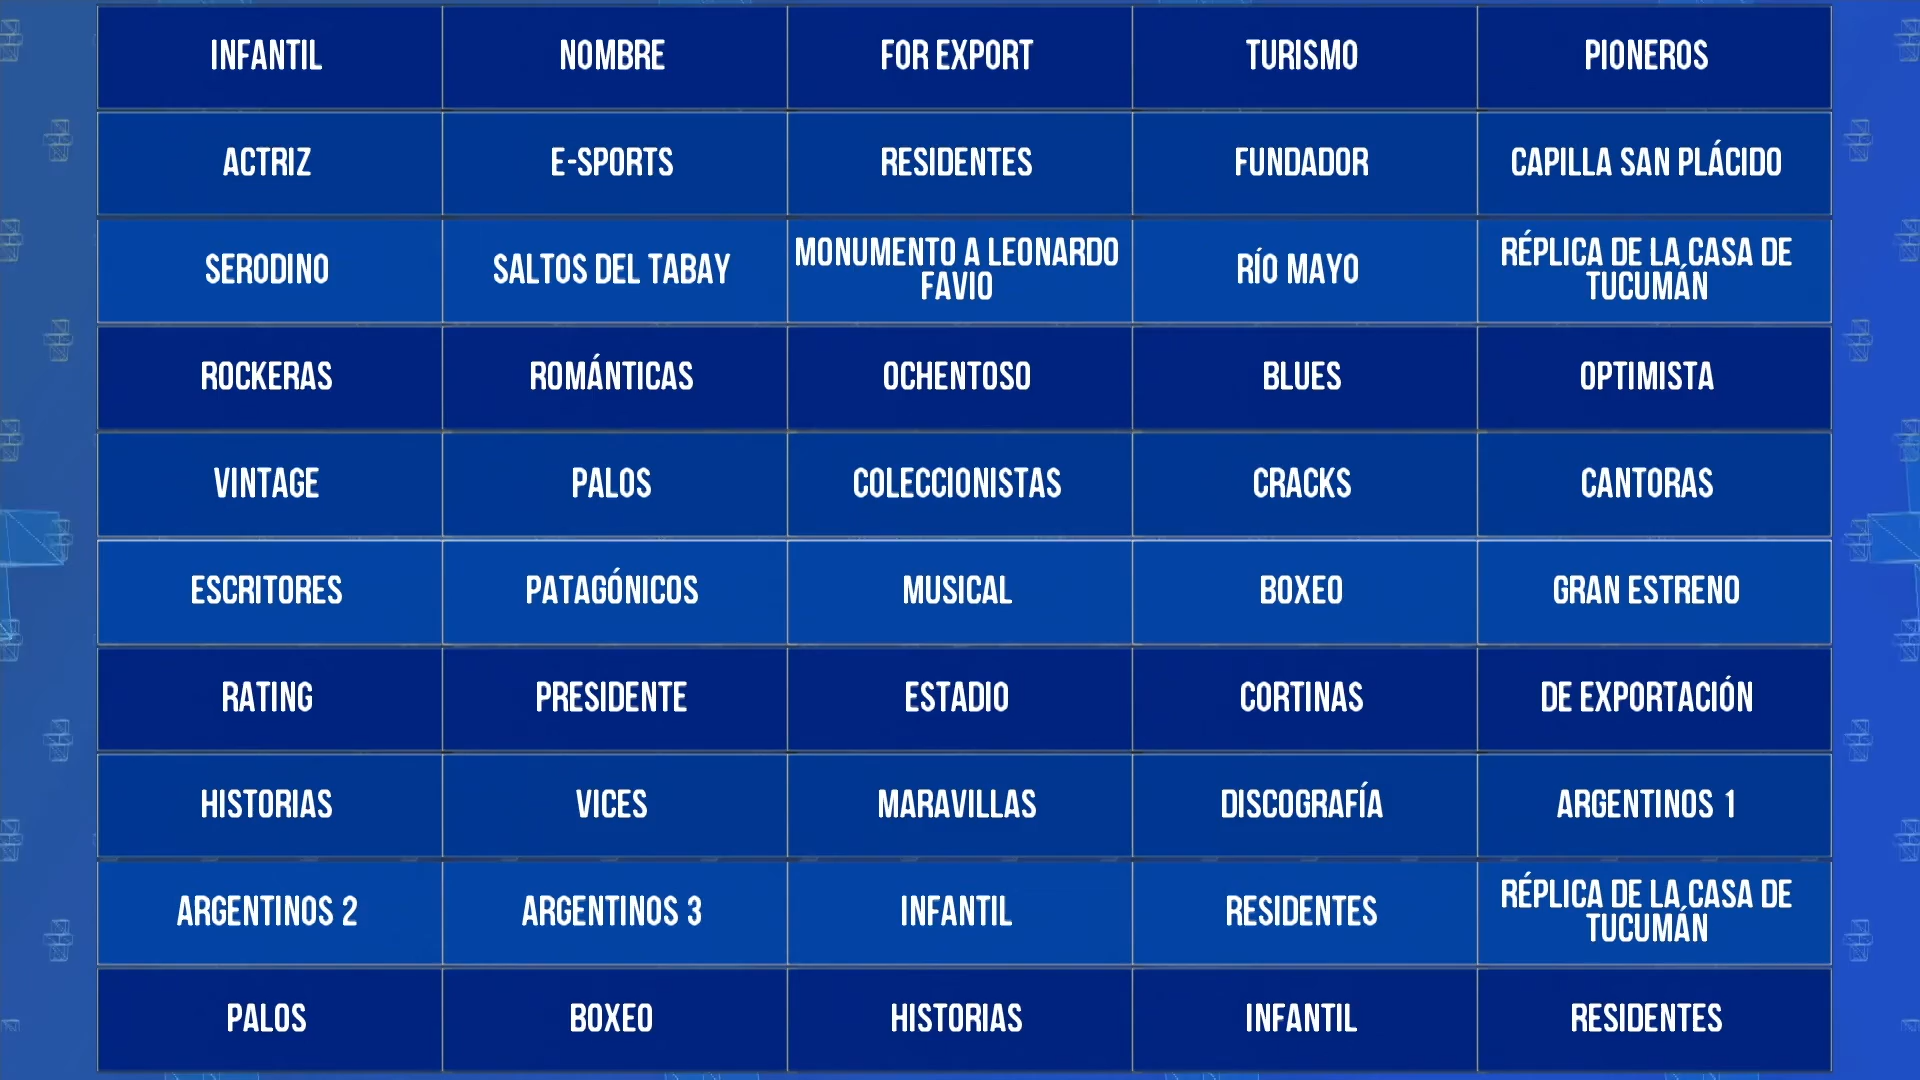 INFANTIL
NOMBRE
FOR EXPORT
TURISMO
PIONEROS
ACTRIZ
E-SPORTS
RESIDENTES
FUNDADOR
CAPILLA SAN PLÁCIDO
SERODINO
SALTOS DEL TABAY
MONUMENTO A LEONARDO
FAVIO
RÍO MAYO
RÉPLICA DE LA CASA DE
TUCUMÁN
ROCKERAS
ROMÁNTICAS
OCHENTOSO
BLUES
OPTIMISTA
VINTAGE
PALOS
COLECCIONISTAS
CRACKS
CANTORAS
ESCRITORES
PATAGÓNICOS
MUSICAL
BOXEO
GRAN ESTRENO
RATING
PRESIDENTE
ESTADIO
CORTINAS
DE EXPORTACIÓN
HISTORIAS
VICES
MARAVILLAS
DISCOGRAFÍA
ARGENTINOS 1
ARGENTINOS 2
ARGENTINOS 3
INFANTIL
RESIDENTES
RÉPLICA DE LA CASA DE
TUCUMÁN
PALOS
BOXEO
HISTORIAS
INFANTIL
RESIDENTES